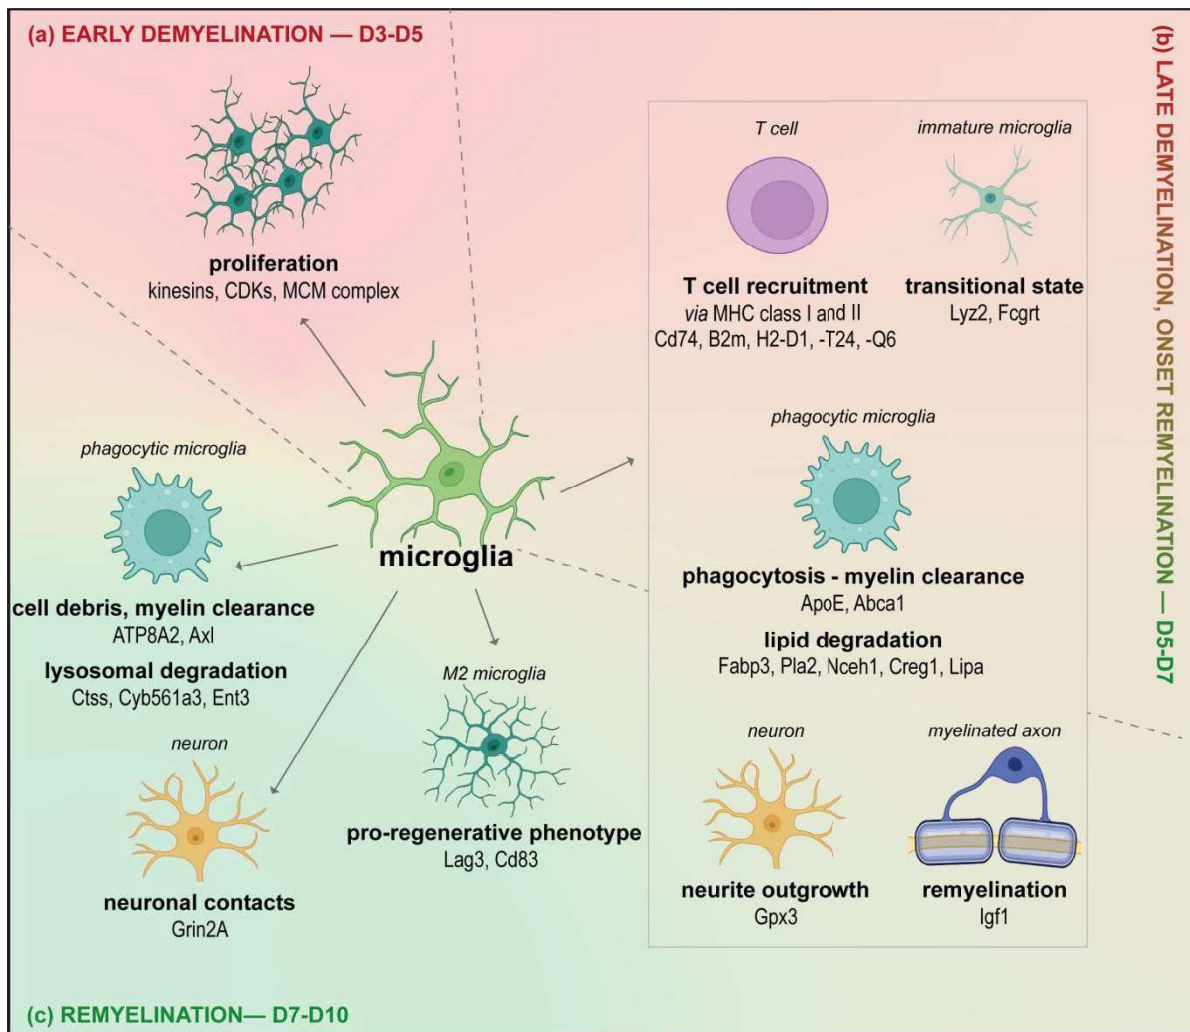 (a) EARLY DEMYELINATION — D3-D5
proliferation
kinesins, CDKs, MCM complex
(b) LATE DEMYELINATION, ONSET REMYELINATION — D5-D7
T cell
T cell recruitment
via MHC class I and II
Cd74, B2m, H2-D1, -T24, -Q6
immature microglia
transitional state
Lyz2, Fcgrt
phagocytic microglia
phagocytosis - myelin clearance
ApoE, Abca1
lipid degradation
Fabp3, Pla2, Nceh1, Creg1, Lipa
neuron
neurite outgrowth
Gpx3
myelinated axon
remyelination
Igf1
microglia
phagocytic microglia
cell debris, myelin clearance
ATP8A2, Axl
lysosomal degradation
Ctss, Cyb561a3, Ent3
neuron
neuronal contacts
Grin2A
M2 microglia
pro-regenerative phenotype
Lag3, Cd83
(c) REMYELINATION— D7-D10